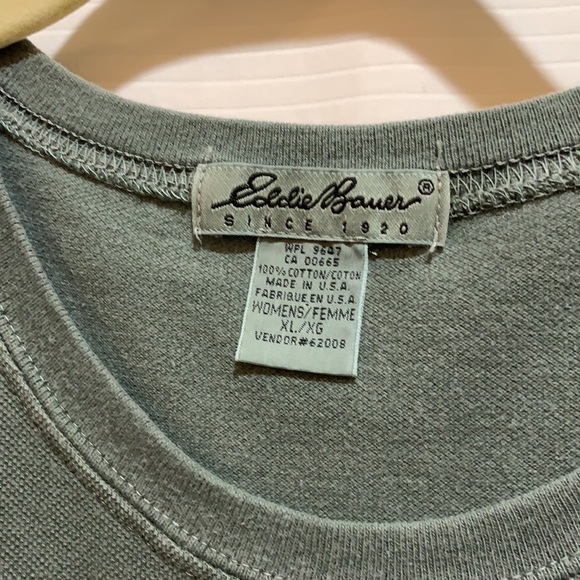 Eddie Bauer®
SINCE 1920
WPL 9647
CA 00665
100% COTTON/COTON
MADE IN U.S.A.
FABRIQUE EN U.S.A.
WOMENS/FEMME
XL/XG
VENDOR#62008